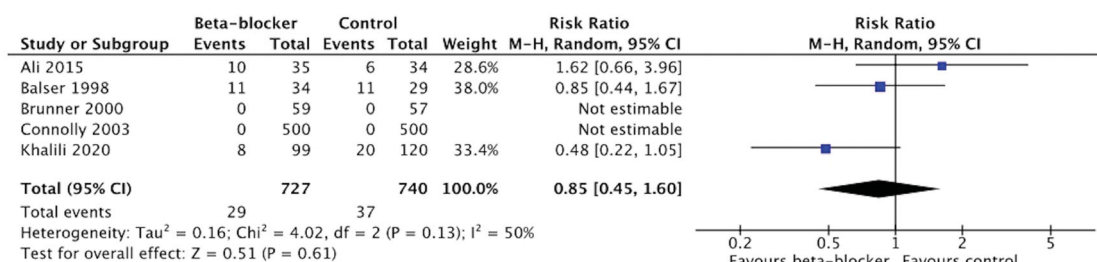 Beta-blocker Control Risk Ratio Risk Ratio
Study or Subgroup Events Total Events Total Weight M-H, Random, 95% CI M-H, Random, 95% CI
Ali 2015 10 35 6 34 28.6% 1.62 [0.66, 3.96]
Balser 1998 11 34 11 29 38.0% 0.85 [0.44, 1.67]
Brunner 2000 0 59 0 57 Not estimable
Connolly 2003 0 500 0 500 Not estimable
Khalili 2020 8 99 20 120 33.4% 0.48 [0.22, 1.05]
Total (95% CI) 727 740 100.0% 0.85 [0.45, 1.60]
Total events 29 37
Heterogeneity: Tau² = 0.16; Chi² = 4.02, df = 2 (P = 0.13); I² = 50%
Test for overall effect: Z = 0.51 (P = 0.61)
0.2 0.5 1 2 5
Favours beta-blocker Favours control